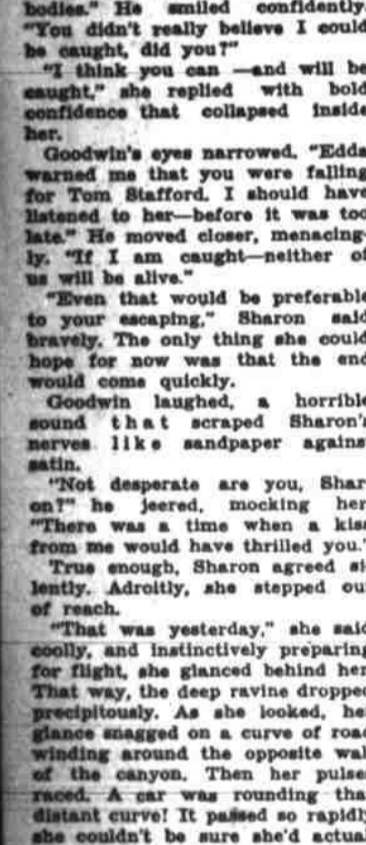 bodies." He smiled confidently.
"You didn't really believe I could
be caught, did you?"
"I think you can —and will be
caught," she replied with bold
confidence that collapsed inside
her.
Goodwin's eyes narrowed. "Edda
warned me that you were falling
for Tom Stafford. I should have
listened to her—before it was too
late." He moved closer, menacing-
ly. "If I am caught—neither of
us will be alive."
"Even that would be preferable
to your escaping," Sharon said
bravely. The only thing she could
hope for now was that the end
would come quickly.
Goodwin laughed, a horrible
sound that scraped Sharon's
nerves like sandpaper against
satin.
"Not desperate are you, Shar-
on?" he jeered, mocking her.
"There was a time when a kiss
from me would have thrilled you."
True enough, Sharon agreed si-
lently. Adroitly, she stepped out
of reach.
"That was yesterday," she said
coolly, and instinctively preparing
for flight, she glanced behind her.
That way, the deep ravine dropped
precipitously. As she looked, her
glance snagged on a curve of road
winding around the opposite wall
of the canyon. Then her pulses
raced. A car was rounding that
distant curve! It passed so rapidly
she couldn't be sure she'd actual